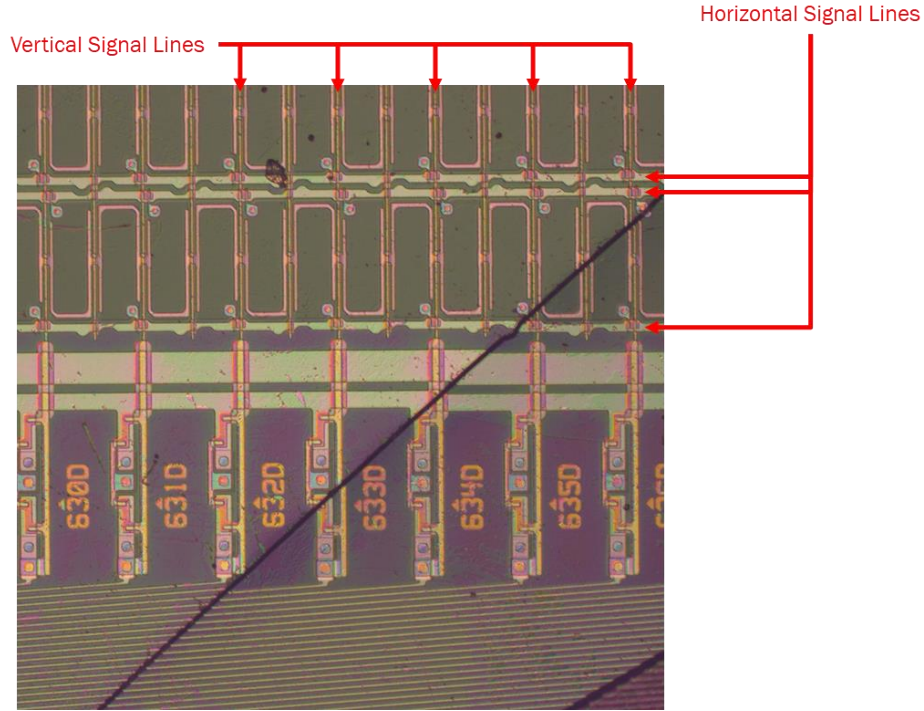 Horizontal Signal Lines
Vertical Signal Lines
630D
631D
632D
633D
634D
635D